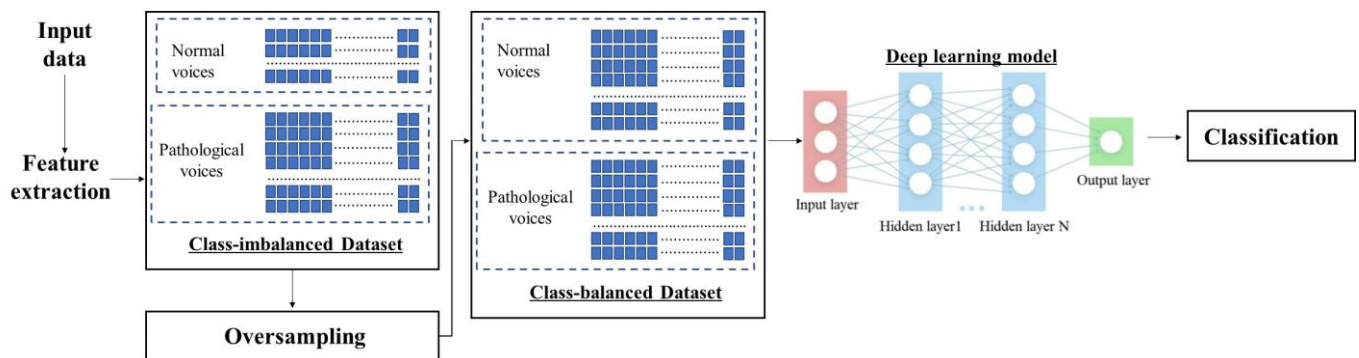 Input
data
Feature
extraction
Normal
voices
Pathological
voices
Class-imbalanced Dataset
Oversampling
Normal
voices
Pathological
voices
Class-balanced Dataset
Deep learning model
Input layer
Hidden layer1
Hidden layer N
Output layer
Classification